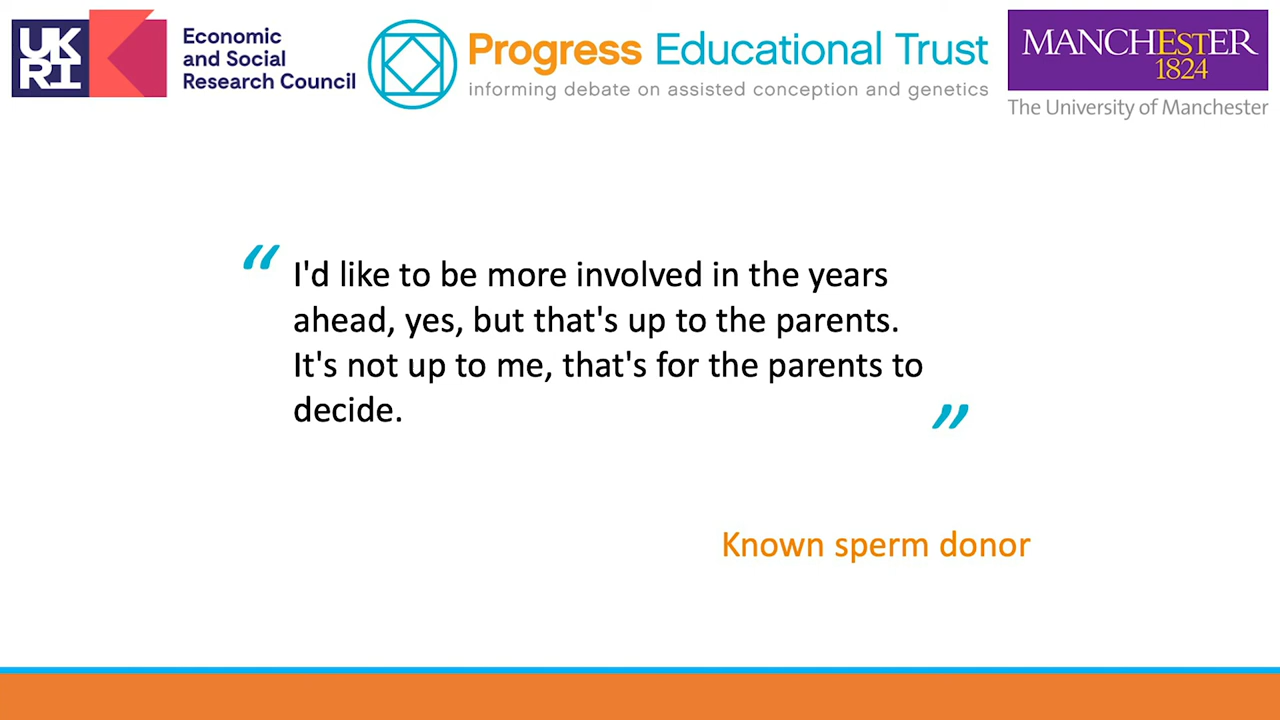 UK
RI
Economic
and Social
Research Council
Progress Educational Trust
informing debate on assisted conception and genetics
MANCHESTER
1824
The University of Manchester
“
I'd like to be more involved in the years
ahead, yes, but that's up to the parents.
It's not up to me, that's for the parents to
decide.
”
Known sperm donor